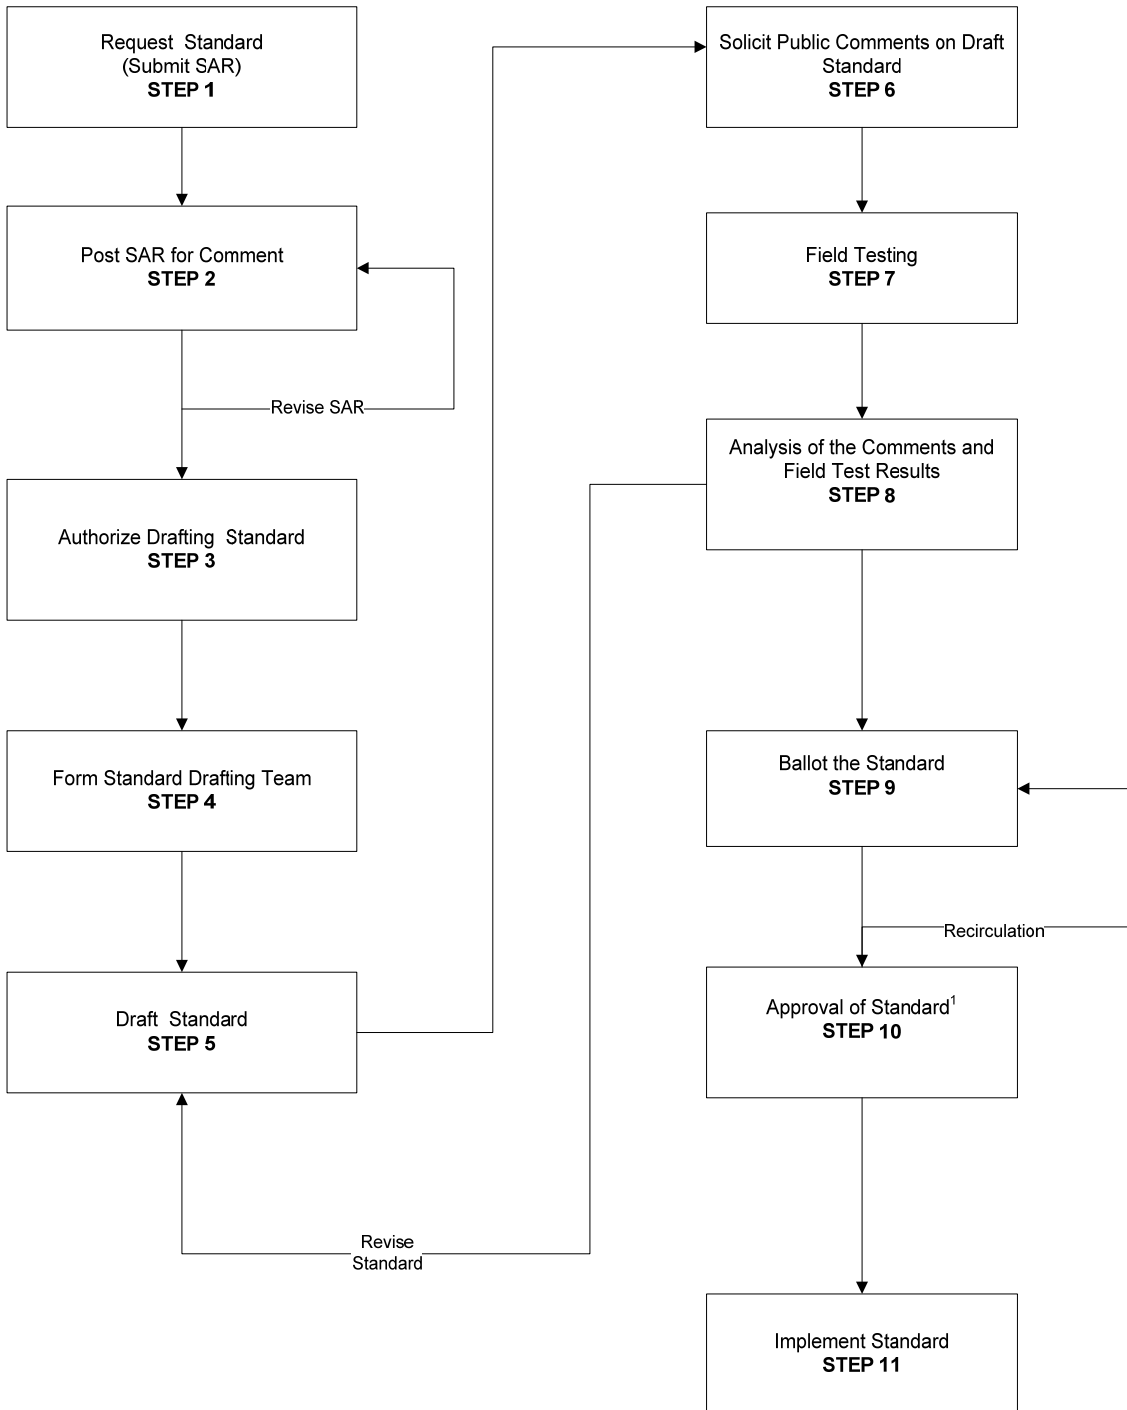 Request Standard
(Submit SAR)
STEP 1
Post SAR for Comment
STEP 2
Revise SAR
Authorize Drafting Standard
STEP 3
Form Standard Drafting Team
STEP 4
Draft Standard
STEP 5
Revise
Standard
Solicit Public Comments on Draft
Standard
STEP 6
Field Testing
STEP 7
Analysis of the Comments and
Field Test Results
STEP 8
Ballot the Standard
STEP 9
Recirculation
Approval of Standard¹
STEP 10
Implement Standard
STEP 11